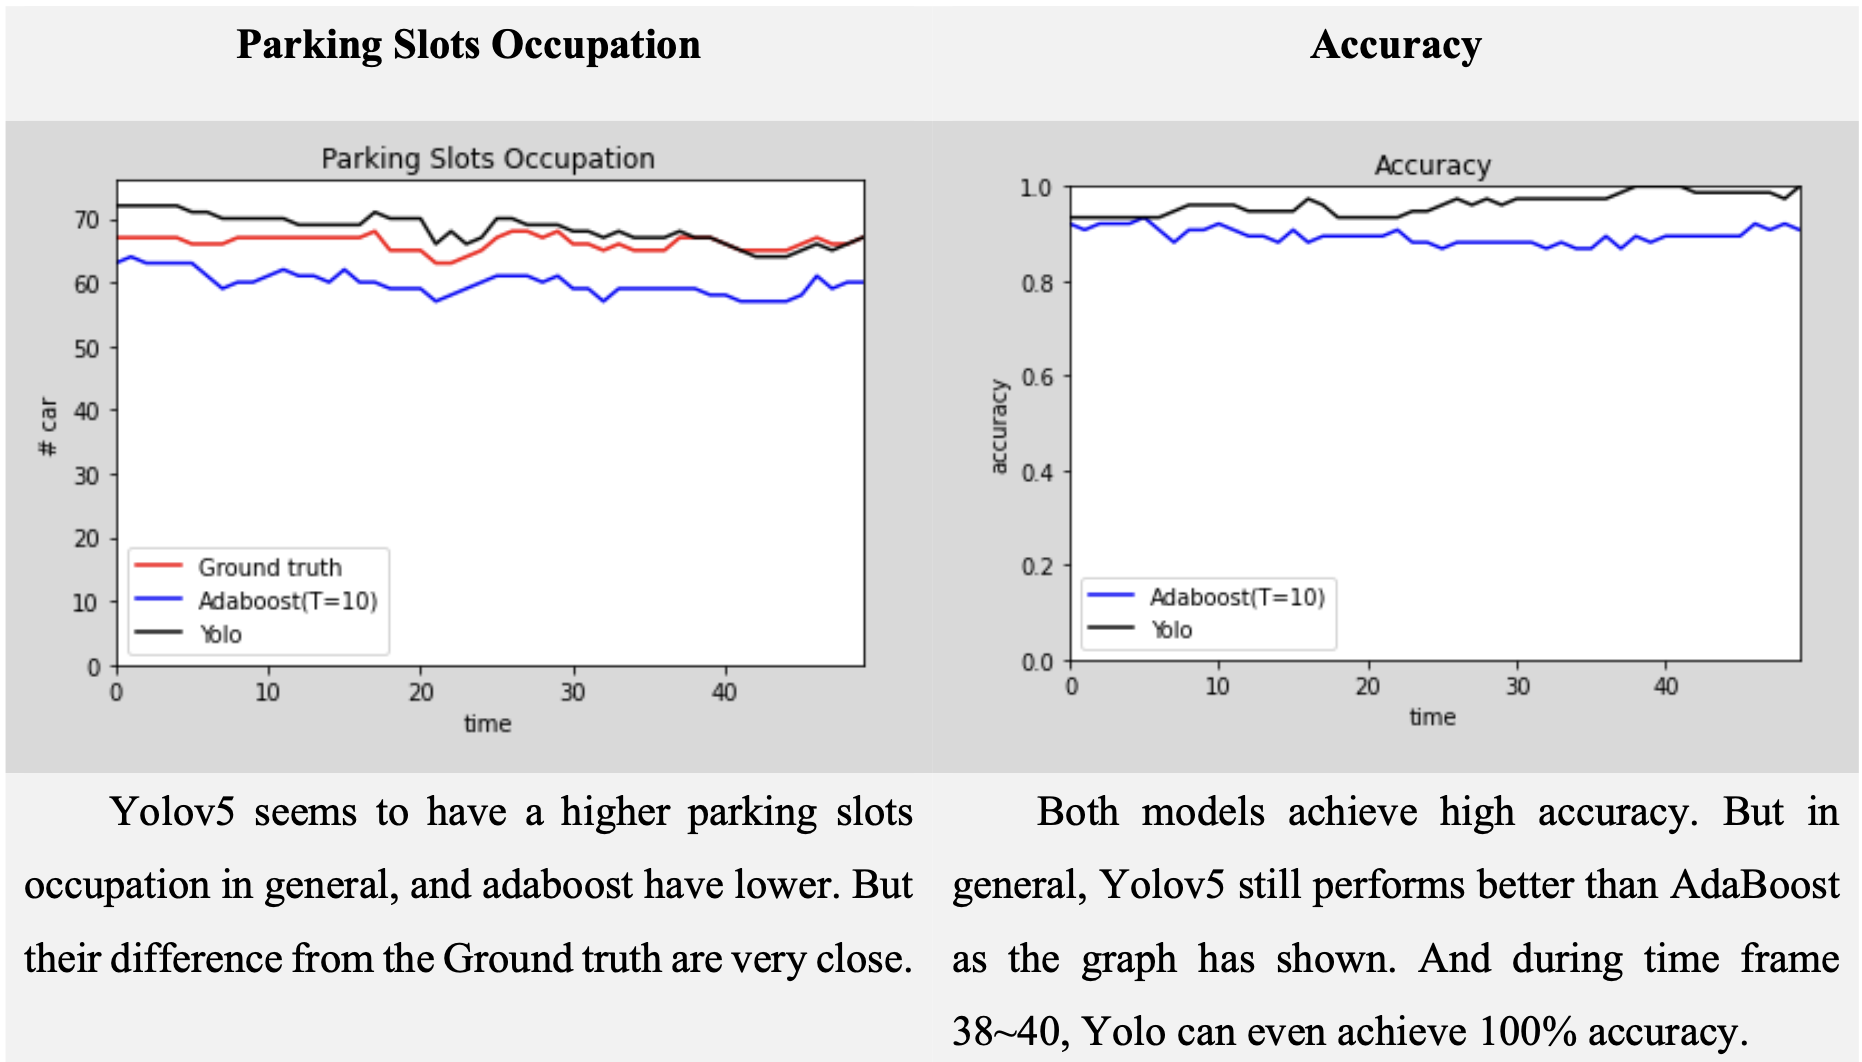 Parking Slots Occupation
Accuracy
Parking Slots Occupation
70
60
50
40
30
20
10
0
# car
Ground truth
Adaboost(T=10)
Yolo
0 10 20 30 40
time
Accuracy
1.0
0.8
0.6
0.4
0.2
0.0
accuracy
Adaboost(T=10)
Yolo
0 10 20 30 40
time
Yolov5 seems to have a higher parking slots
occupation in general, and adaboost have lower. But
their difference from the Ground truth are very close.
Both models achieve high accuracy. But in
general, Yolov5 still performs better than AdaBoost
as the graph has shown. And during time frame
38~40, Yolo can even achieve 100% accuracy.